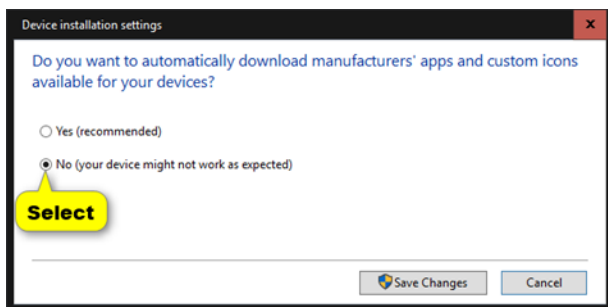 Device installation settings
x
Do you want to automatically download manufacturers' apps and custom icons
available for your devices?
Yes (recommended)
No (your device might not work as expected)
Select
Save Changes Cancel